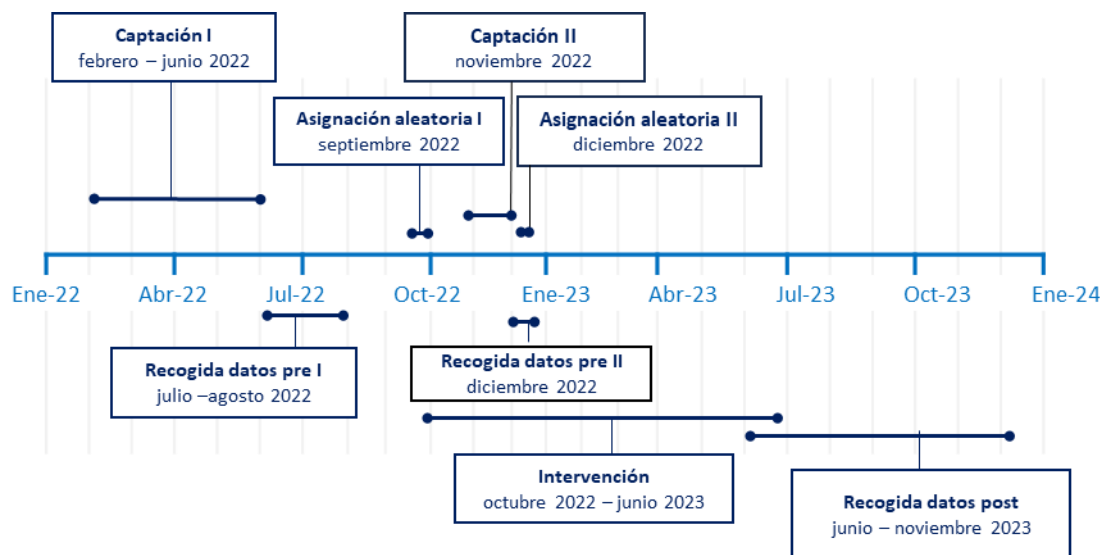 Captación I
febrero – junio 2022
Captación II
noviembre 2022
Asignación aleatoria I
septiembre 2022
Asignación aleatoria II
diciembre 2022
Ene-22
Abr-22
Jul-22
Oct-22
Ene-23
Abr-23
Jul-23
Oct-23
Ene-24
Recogida datos pre I
julio –agosto 2022
Recogida datos pre II
diciembre 2022
Intervención
octubre 2022 – junio 2023
Recogida datos post
junio – noviembre 2023